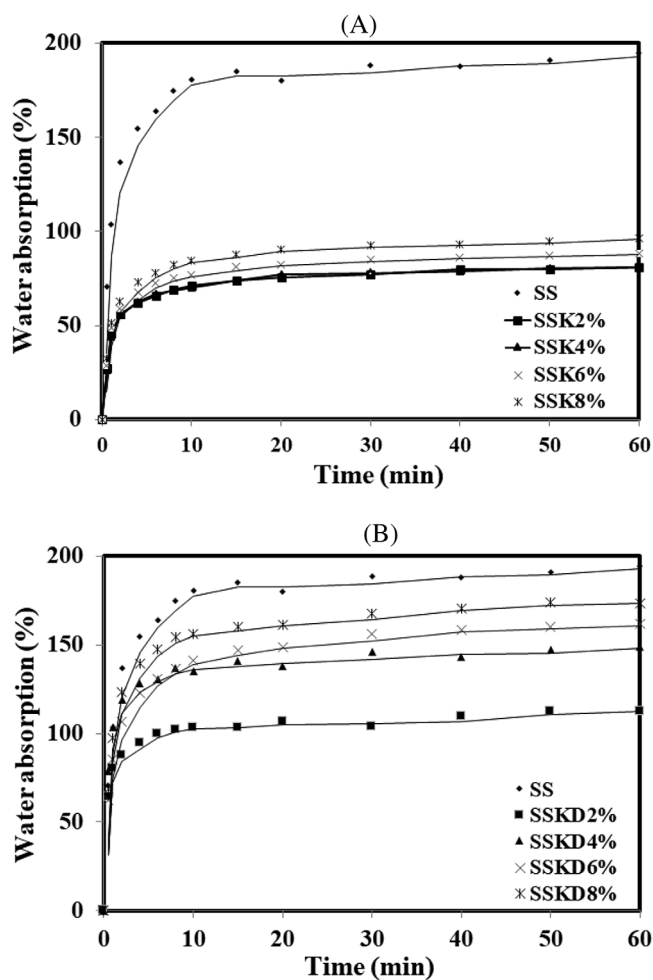 (A)
200
150
100
50
0
Water absorption (%)
SS
SSK2%
SSK4%
SSK6%
SSK8%
0 10 20 30 40 50 60
Time (min)
(B)
200
150
100
50
0
Water absorption (%)
SS
SSKD2%
SSKD4%
SSKD6%
SSKD8%
0 10 20 30 40 50 60
Time (min)